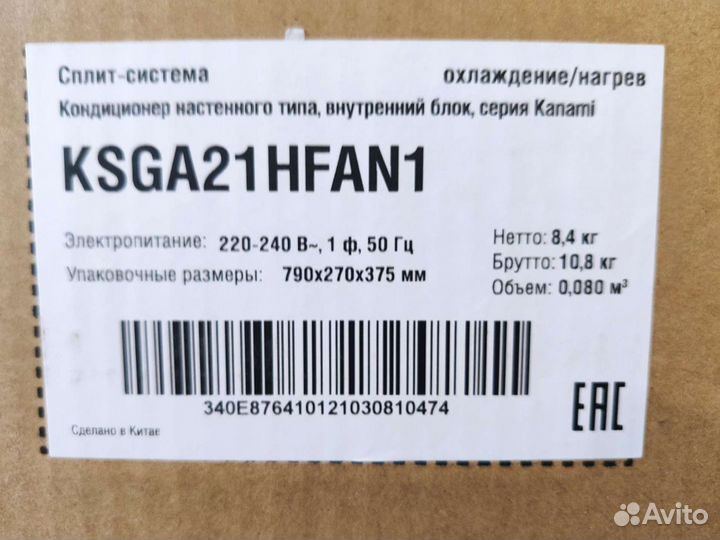 Сплит-система
охлаждение/нагрев
Кондиционер настенного типа, внутренний блок, серия Kanami
KSGA21HFAN1
Электропитание: 220-240 В~, 1 ф, 50 Гц
Нетто: 8,4 кг
Упаковочные размеры: 790x270x375 мм
Брутто: 10,8 кг
Объем: 0,080 м³
340E876410121030810474
Сделано в Китае
EAC
Avito